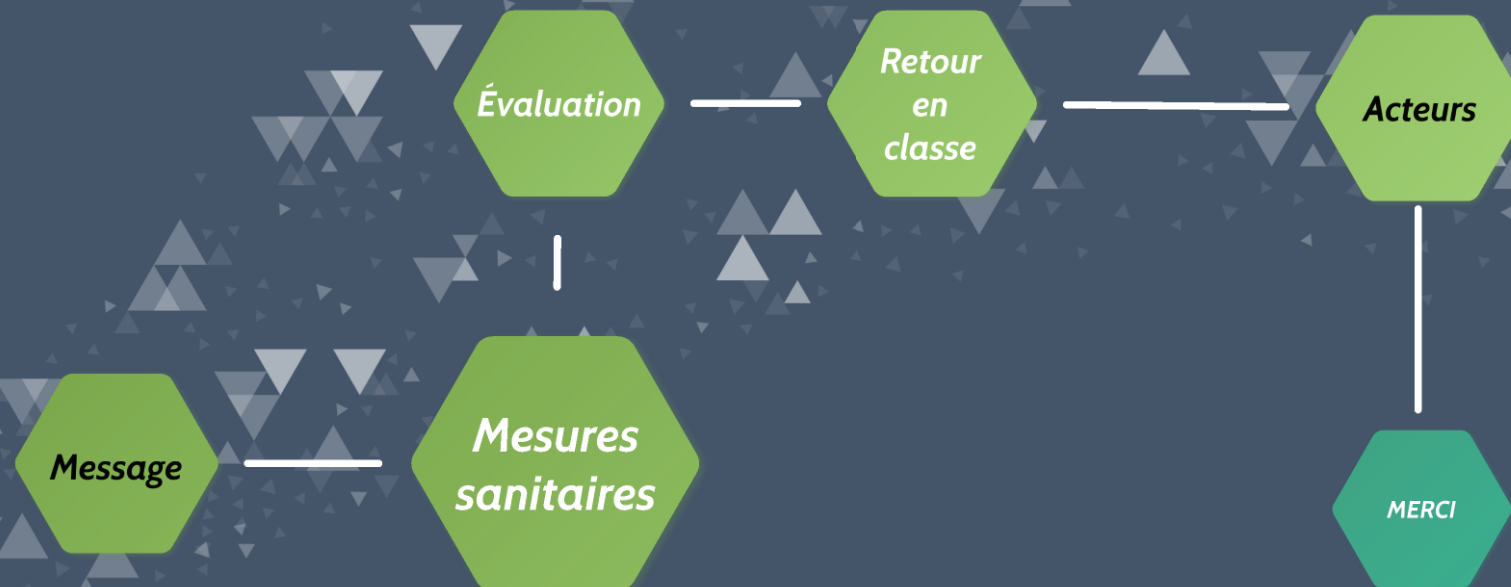 Évaluation
Retour
en
classe
Acteurs
Message
Mesures
sanitaires
MERCI